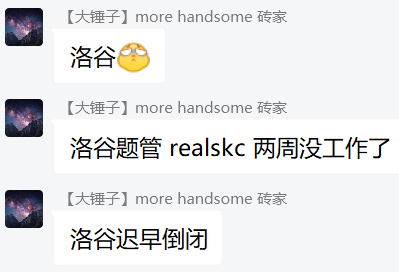 【大锤子】more handsome 砖家
洛谷
【大锤子】more handsome 砖家
洛谷题管 realskc 两周没工作了
【大锤子】more handsome 砖家
洛谷迟早倒闭